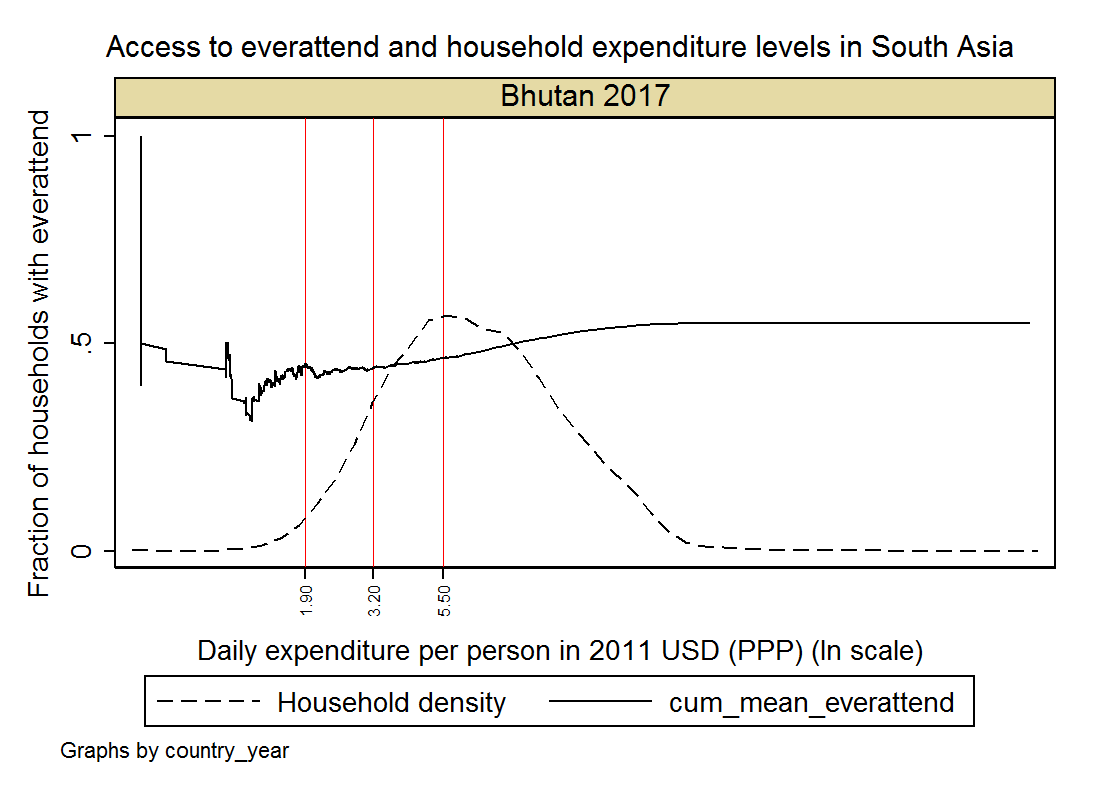 Access to everattend and household expenditure levels in South Asia
Bhutan 2017
Fraction of households with everattend
1
.5
0
1.90
3.20
5.50
Daily expenditure per person in 2011 USD (PPP) (ln scale)
Household density
cum_mean_everattend
Graphs by country_year